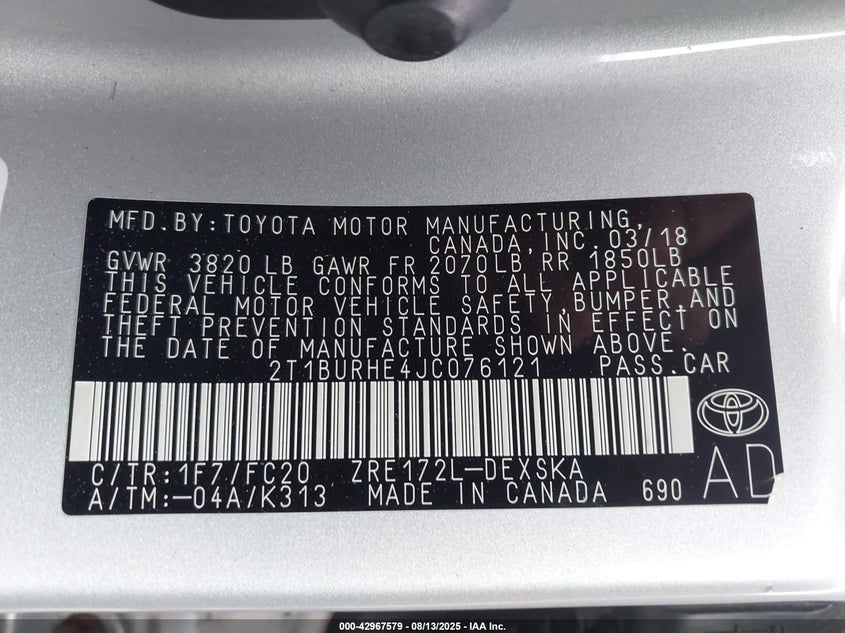 MFD.BY:TOYOTA MOTOR MANUFACTURING,
CANADA,INC. 03/18
GVWR 3820 LB GAWR FR 2070LB RR 1850LB
THIS VEHICLE CONFORMS TO ALL APPLICABLE
FEDERAL MOTOR VEHICLE SAFETY,BUMPER,AND
THEFT PREVENTION STANDARDS IN EFFECT ON
THE DATE OF MANUFACTURE SHOWN ABOVE.
2T1BURHE4JC076121 PASS.CAR
C/TR:1F7/FC20 ZRE172L-DEXSKA
A/TM:-04A/K313 MADE IN CANADA 690
AD
000-42967579 - 08/13/2025 - IAA Inc.